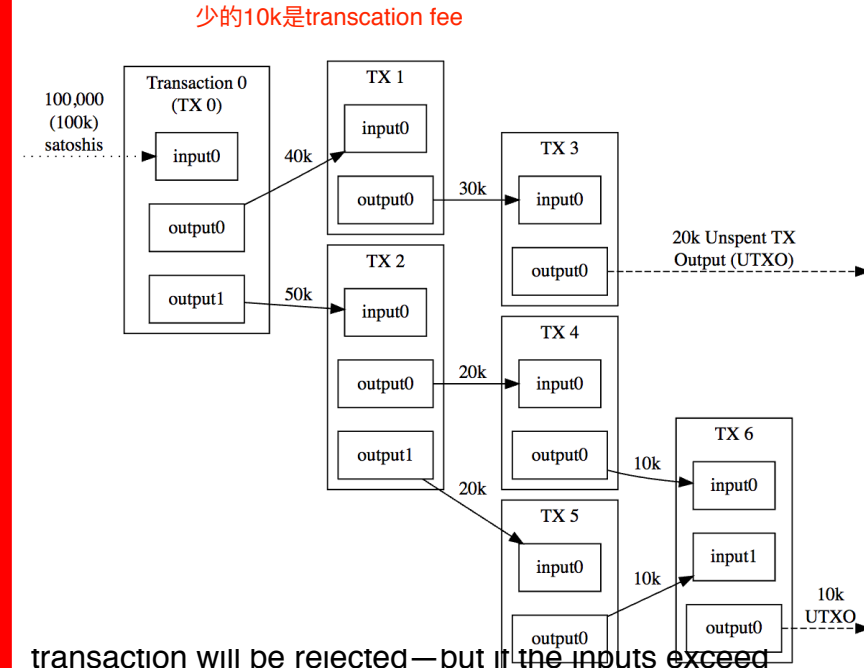 少的10k是transcation fee
100,000
(100k)
satoshis
Transaction 0
(TX 0)
input0
output0
output1
40k
50k
TX 1
input0
output0
30k
TX 2
input0
output0
output1
20k
20k
TX 3
input0
output0
20k Unspent TX
Output (UTXO)
TX 4
input0
output0
10k
TX 5
input0
output0
10k
TX 6
input0
input1
output0
10k
UTXO
transaction will be rejected—but if the inputs exceed